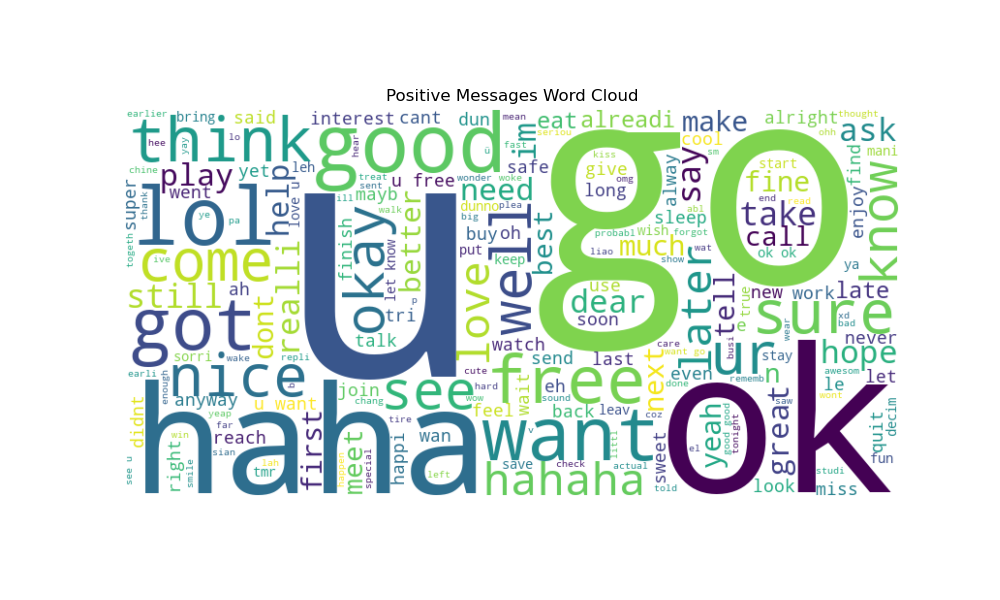 Positive Messages Word Cloud
earlier bring said interest cant dun mean eat alreadi make alright thought
hee yay lo think good hear ü fast seriou im cool sm ohh ask
chine play yet leh treat sent u free wonder woke safe kiss give omg long alway say start fine find mani
super went help love u ill mayb walk need dunno plea big best sleep abl end read take enjoy know
thank lol ye pa u okay better buy oh probabl wish forgot call
togeth ive come realli finish let know put keep well go liao much wat ok ok ya
still ah dont p tri love use dear show later tell new work late
got talk soon true e xd bad sure
sorri wake repli watch last care want go busi wear never
earli nice b cute send free next even ur stay hope
enough join chang see wow hard eh sound done rememb n awesom le let
didnt anyway u want feel wait back leav coz yeah great saw wont quit decim
yeap far tire v want ok
win reach first meet happi wan littl sweet good good tonight fun
see u right smile sian lah tmr haha happen special left save check actual hahaha told el look studi miss